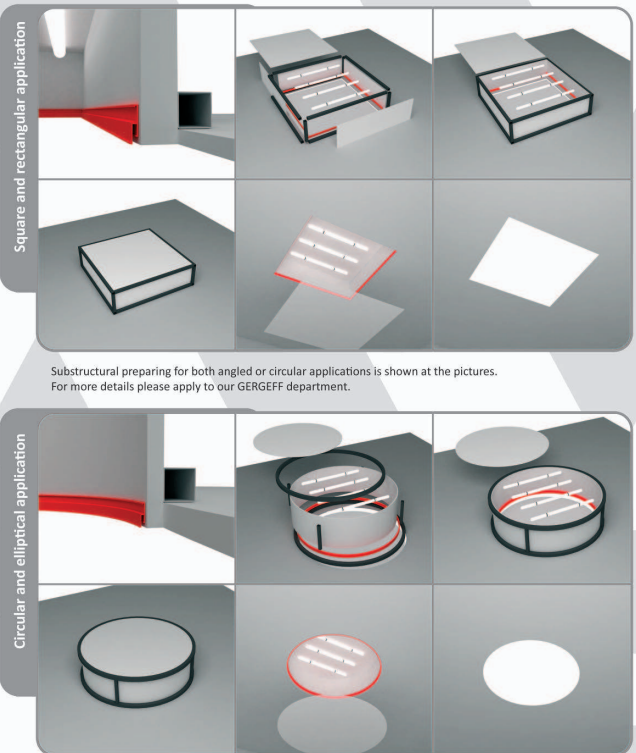 Square and rectangular application
Substructural preparing for both angled or circular applications is shown at the pictures.
For more details please apply to our GERGEFF department.
Circular and elliptical application